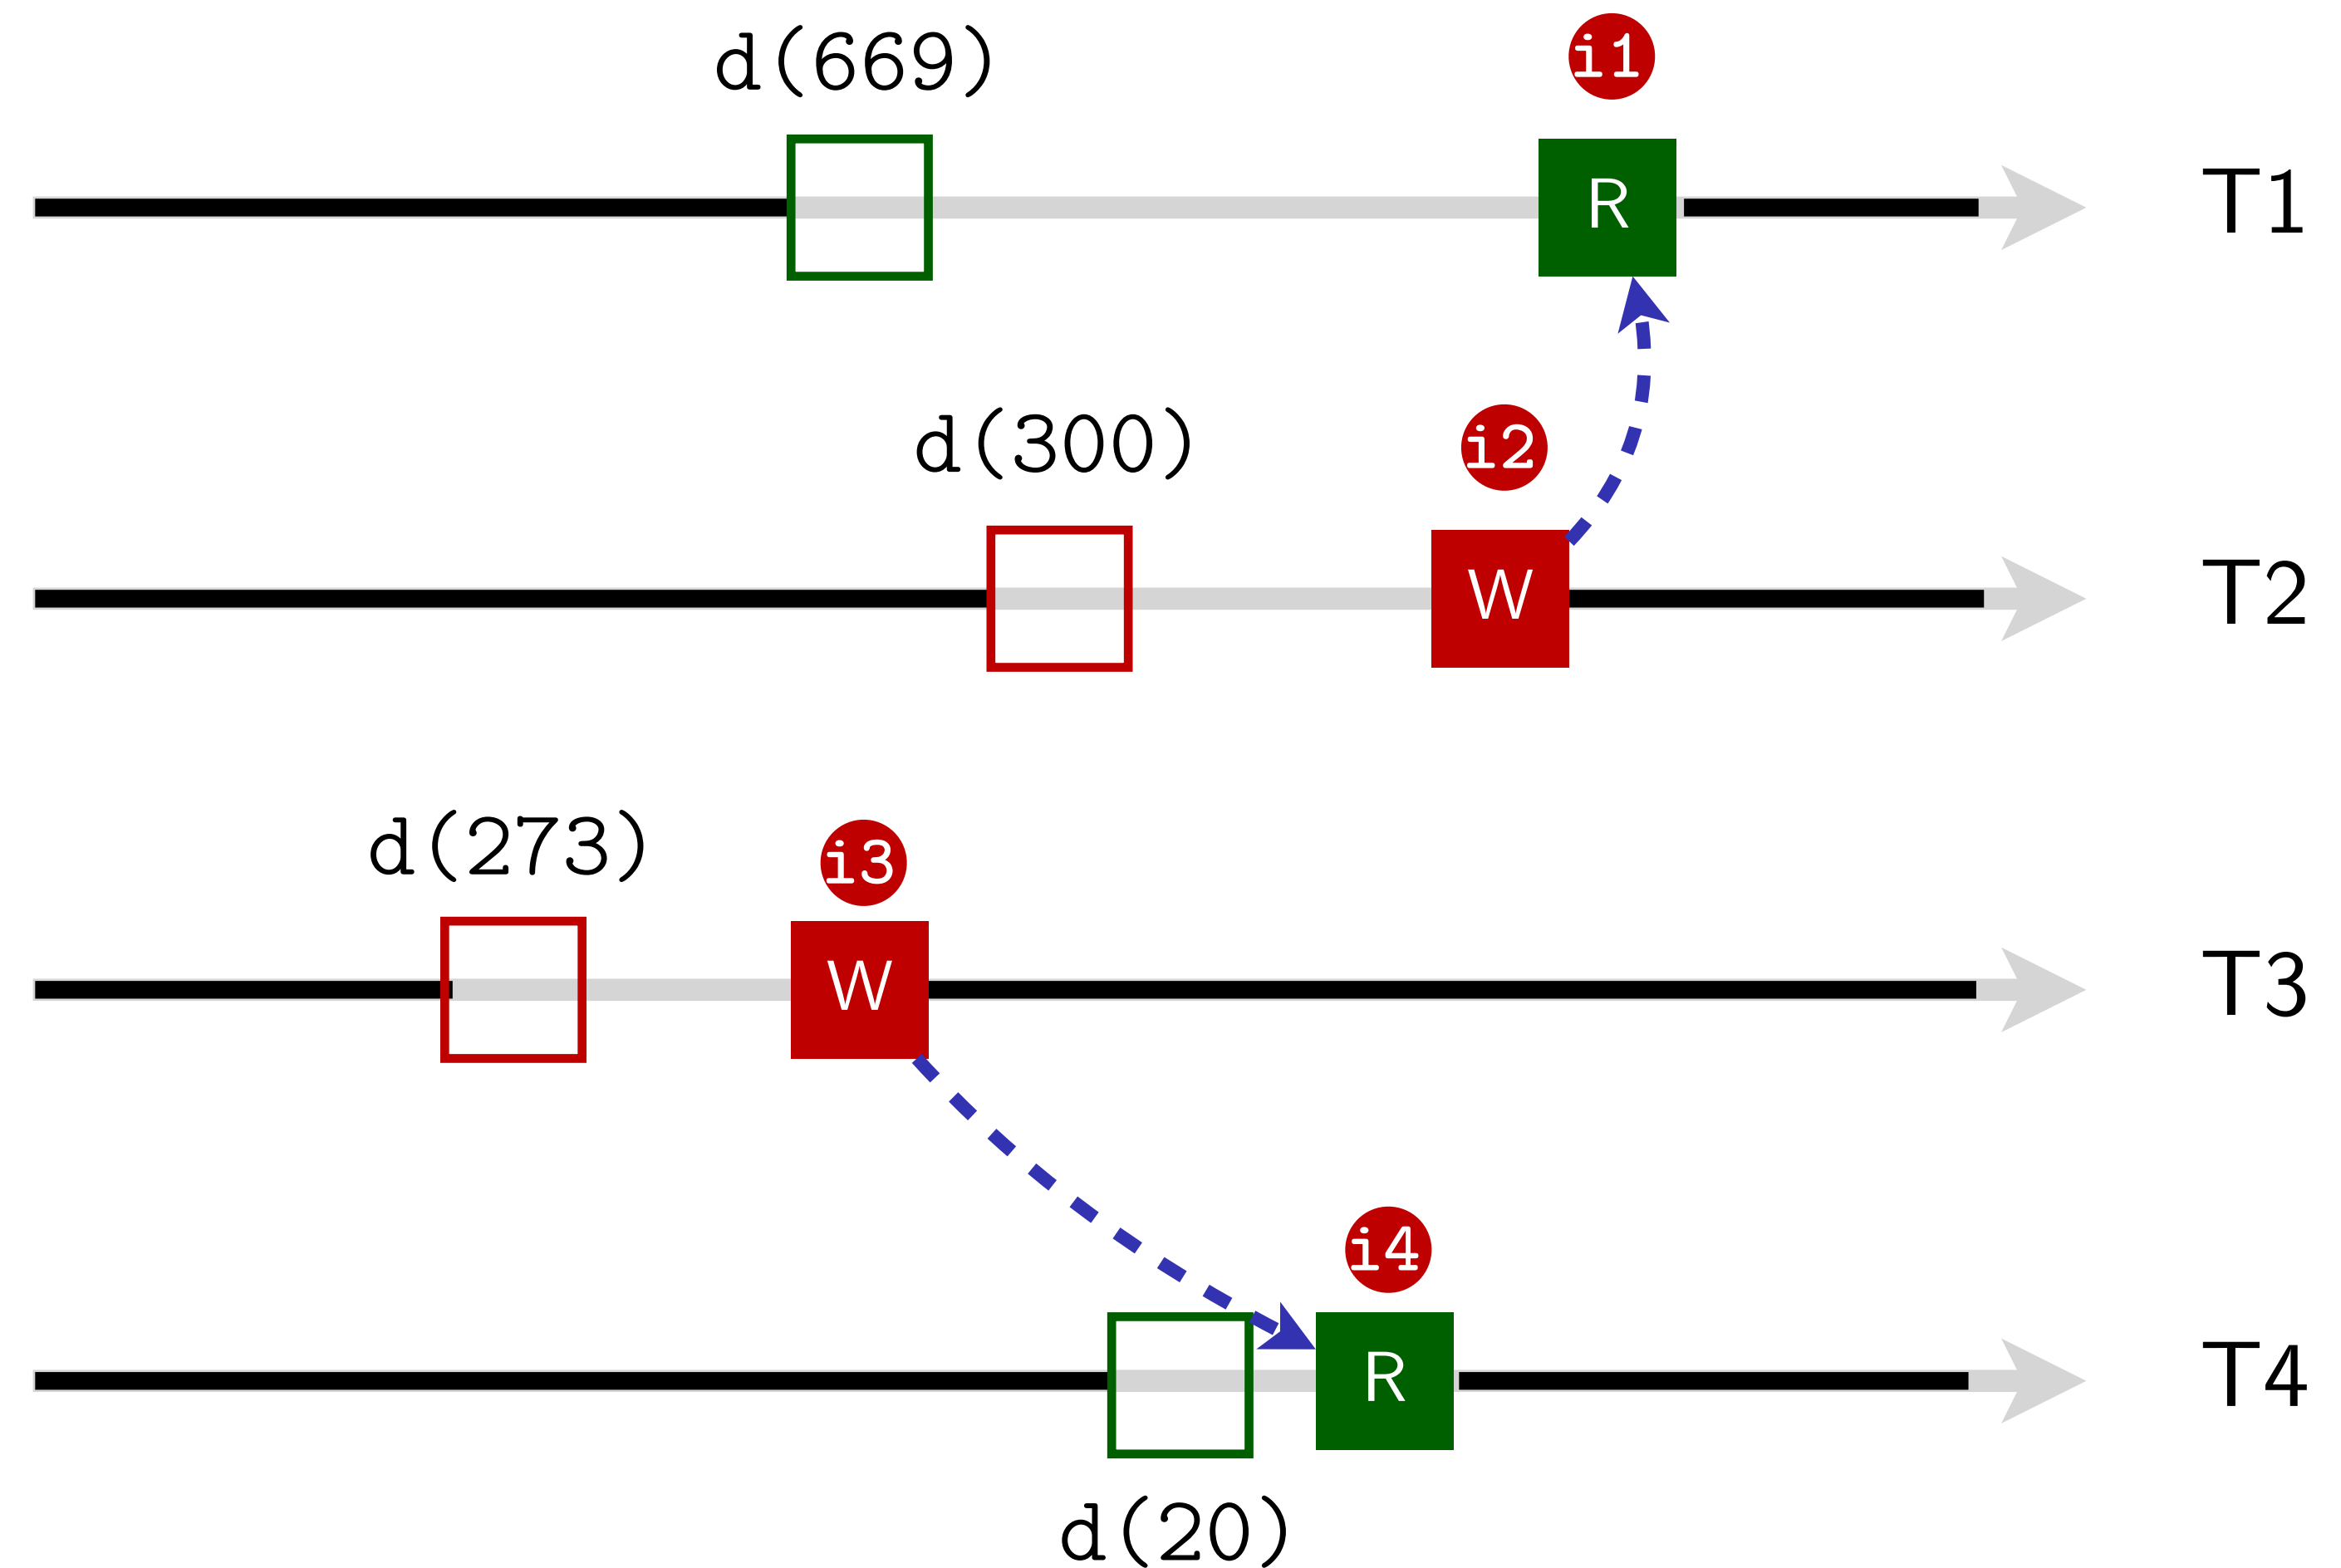 d(669)
i1
R
T1
d(300)
i2
W
T2
d(273)
i3
W
T3
i4
R
T4
d(20)